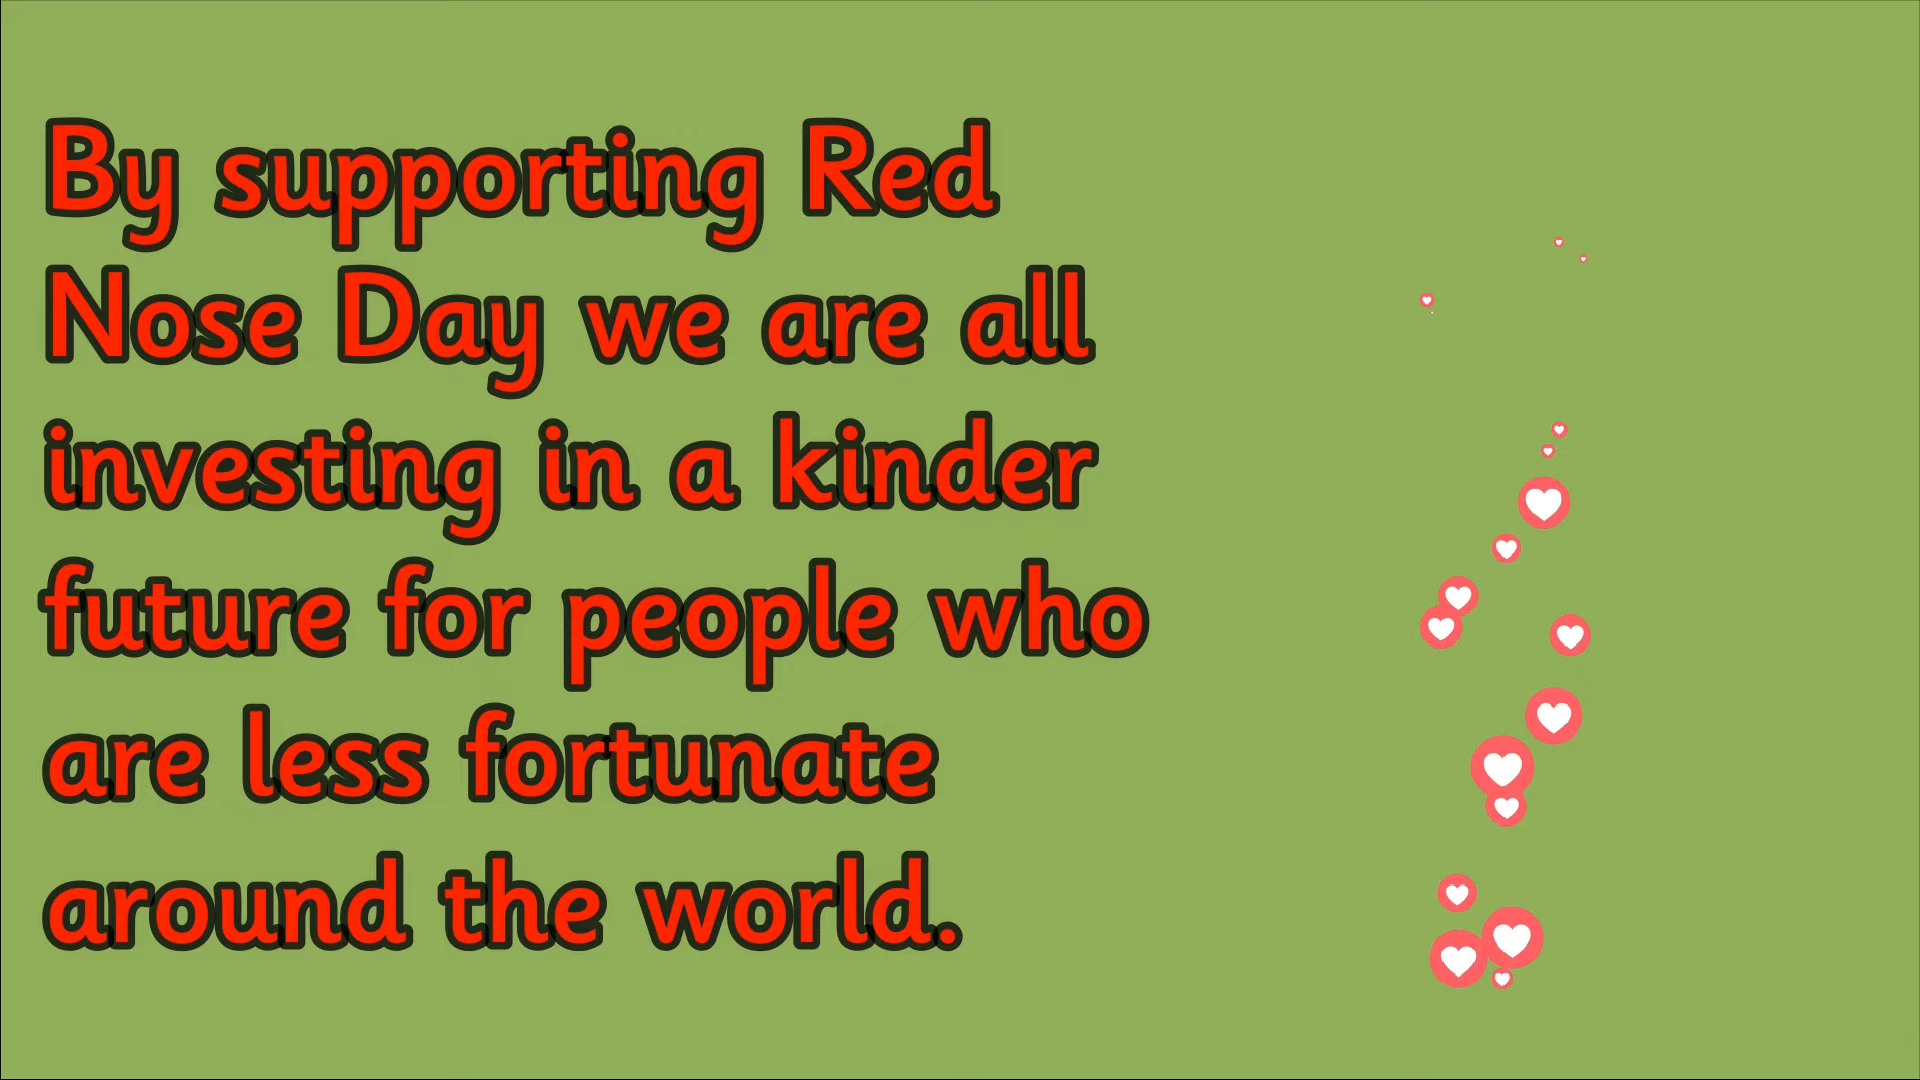 By supporting Red
Nose Day we are all
investing in a kinder
future for people who
are less fortunate
around the world.